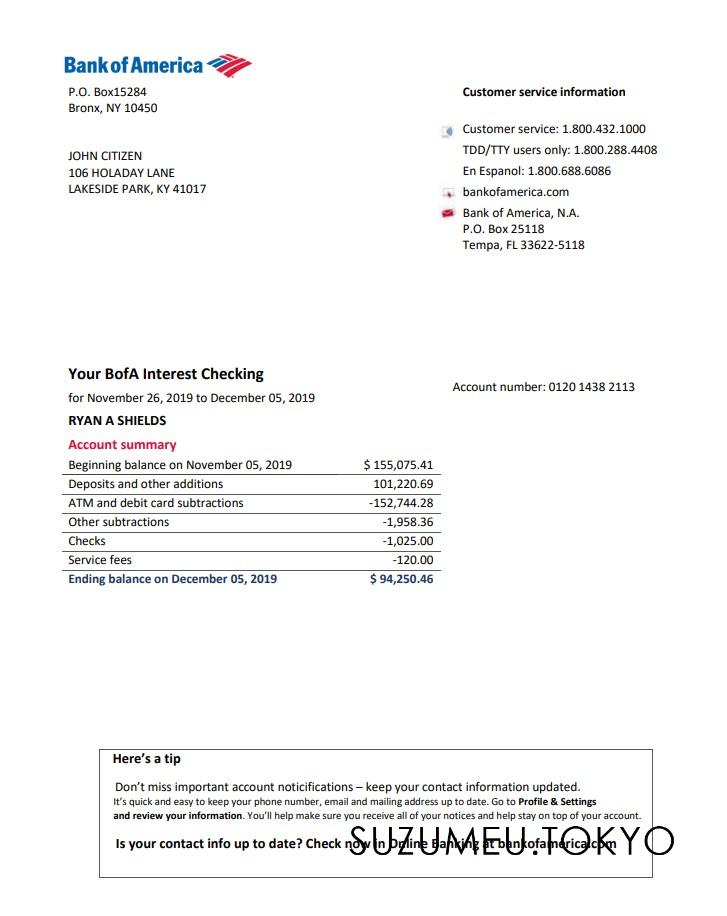 Bank of America
P.O. Box15284
Bronx, NY 10450
Customer service information
Customer service: 1.800.432.1000
TDD/TTY users only: 1.800.288.4408
En Espanol: 1.800.688.6086
bankofamerica.com
Bank of America, N.A.
P.O. Box 25118
Tempa, FL 33622-5118
JOHN CITIZEN
106 HOLADAY LANE
LAKESIDE PARK, KY 41017
Your BofA Interest Checking
for November 26, 2019 to December 05, 2019
Account number: 0120 1438 2113
RYAN A SHIELDS
Account summary
Beginning balance on November 05, 2019 $ 155,075.41
Deposits and other additions 101,220.69
ATM and debit card subtractions -152,744.28
Other subtractions -1,958.36
Checks -1,025.00
Service fees -120.00
Ending balance on December 05, 2019 $ 94,250.46
Here's a tip
Don't miss important account noticifications – keep your contact information updated.
It's quick and easy to keep your phone number, email and mailing address up to date. Go to Profile & Settings
and review your information. You'll help make sure you receive all of your notices and help stay on top of your account.
Is your contact info up to date? Check now in Online Banking at bankofamerica.com
SUZUMEU.TOKYO